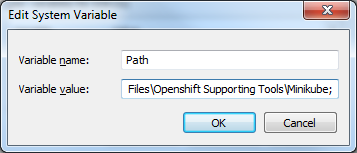 Edit System Variable
Variable name: Path
Variable value: Files\Openshift Supporting Tools\Minikube;
OK Cancel